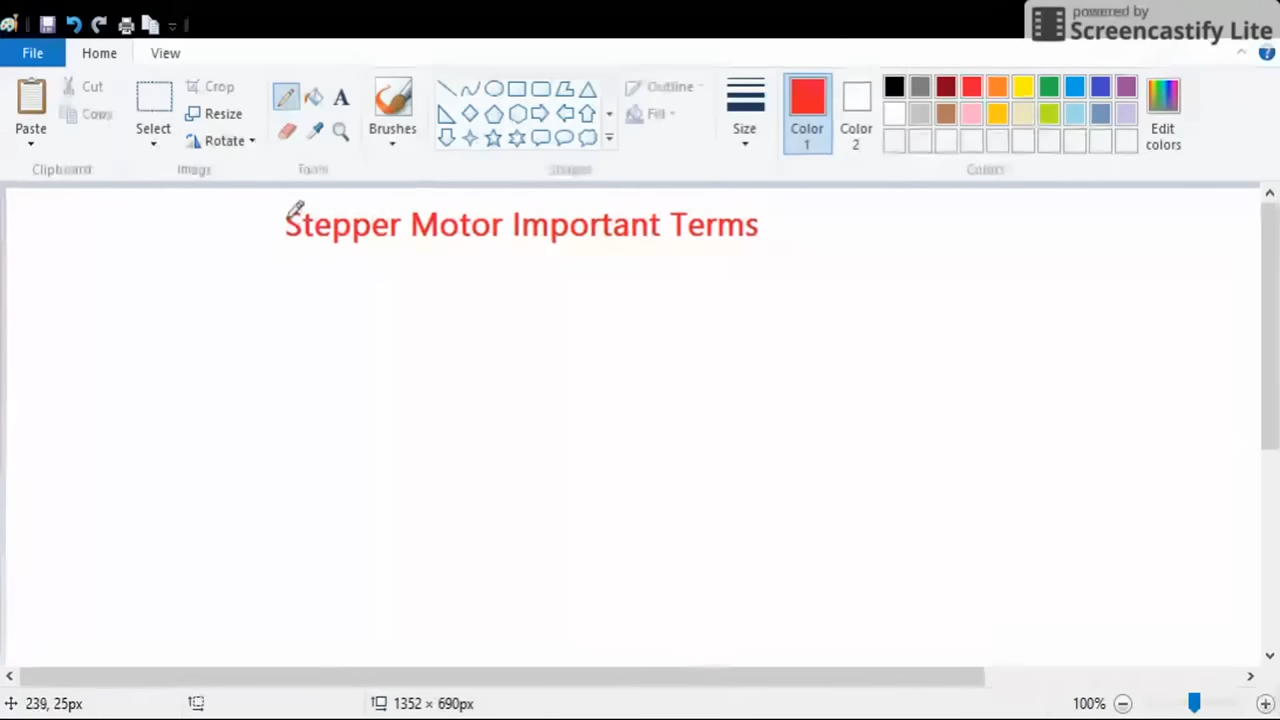 powered by
Screencastify Lite
File Home View
Paste
Cut
Copy
Clipboard
Select
Crop
Resize
Rotate
Image
A
Tools
Brushes
Outline
Fill
Shapes
Size
Color 1
Color 2
Edit colors
Colors
Stepper Motor Important Terms
239, 25px
1352 × 690px
100%